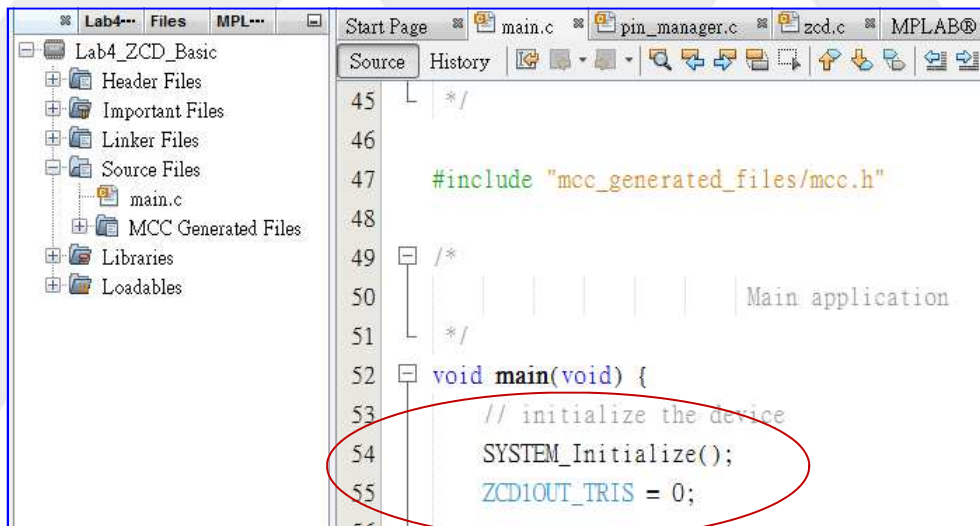 Lab4··· Files MPL···
Lab4_ZCD_Basic
Header Files
Important Files
Linker Files
Source Files
main.c
MCC Generated Files
Libraries
Loadables
Start Page main.c pin_manager.c zcd.c MPLAB®
Source History
45 */
46
47 #include "mcc_generated_files/mcc.h"
48
49 /*
50 Main application
51 */
52 void main(void) {
53 // initialize the device
54 SYSTEM_Initialize();
55 ZCD1OUT_TRIS = 0;
56